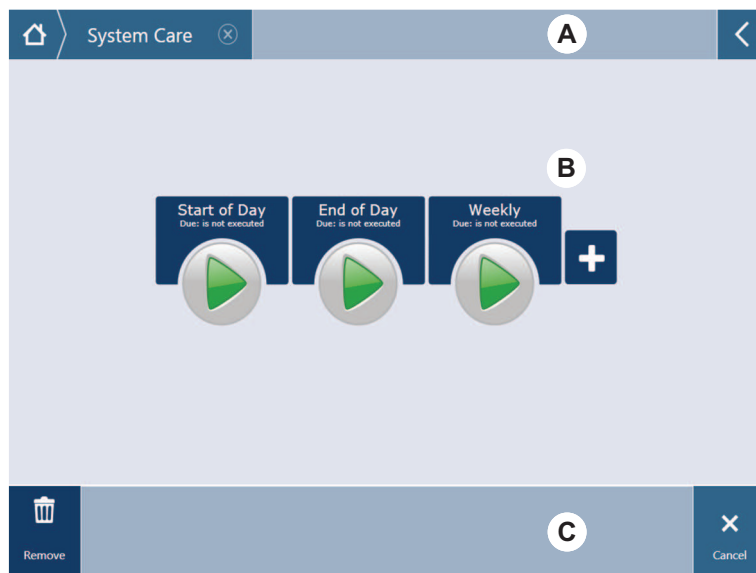 System Care
A
B
Start of Day
Due: is not executed
End of Day
Due: is not executed
Weekly
Due: is not executed
Remove
C
Cancel